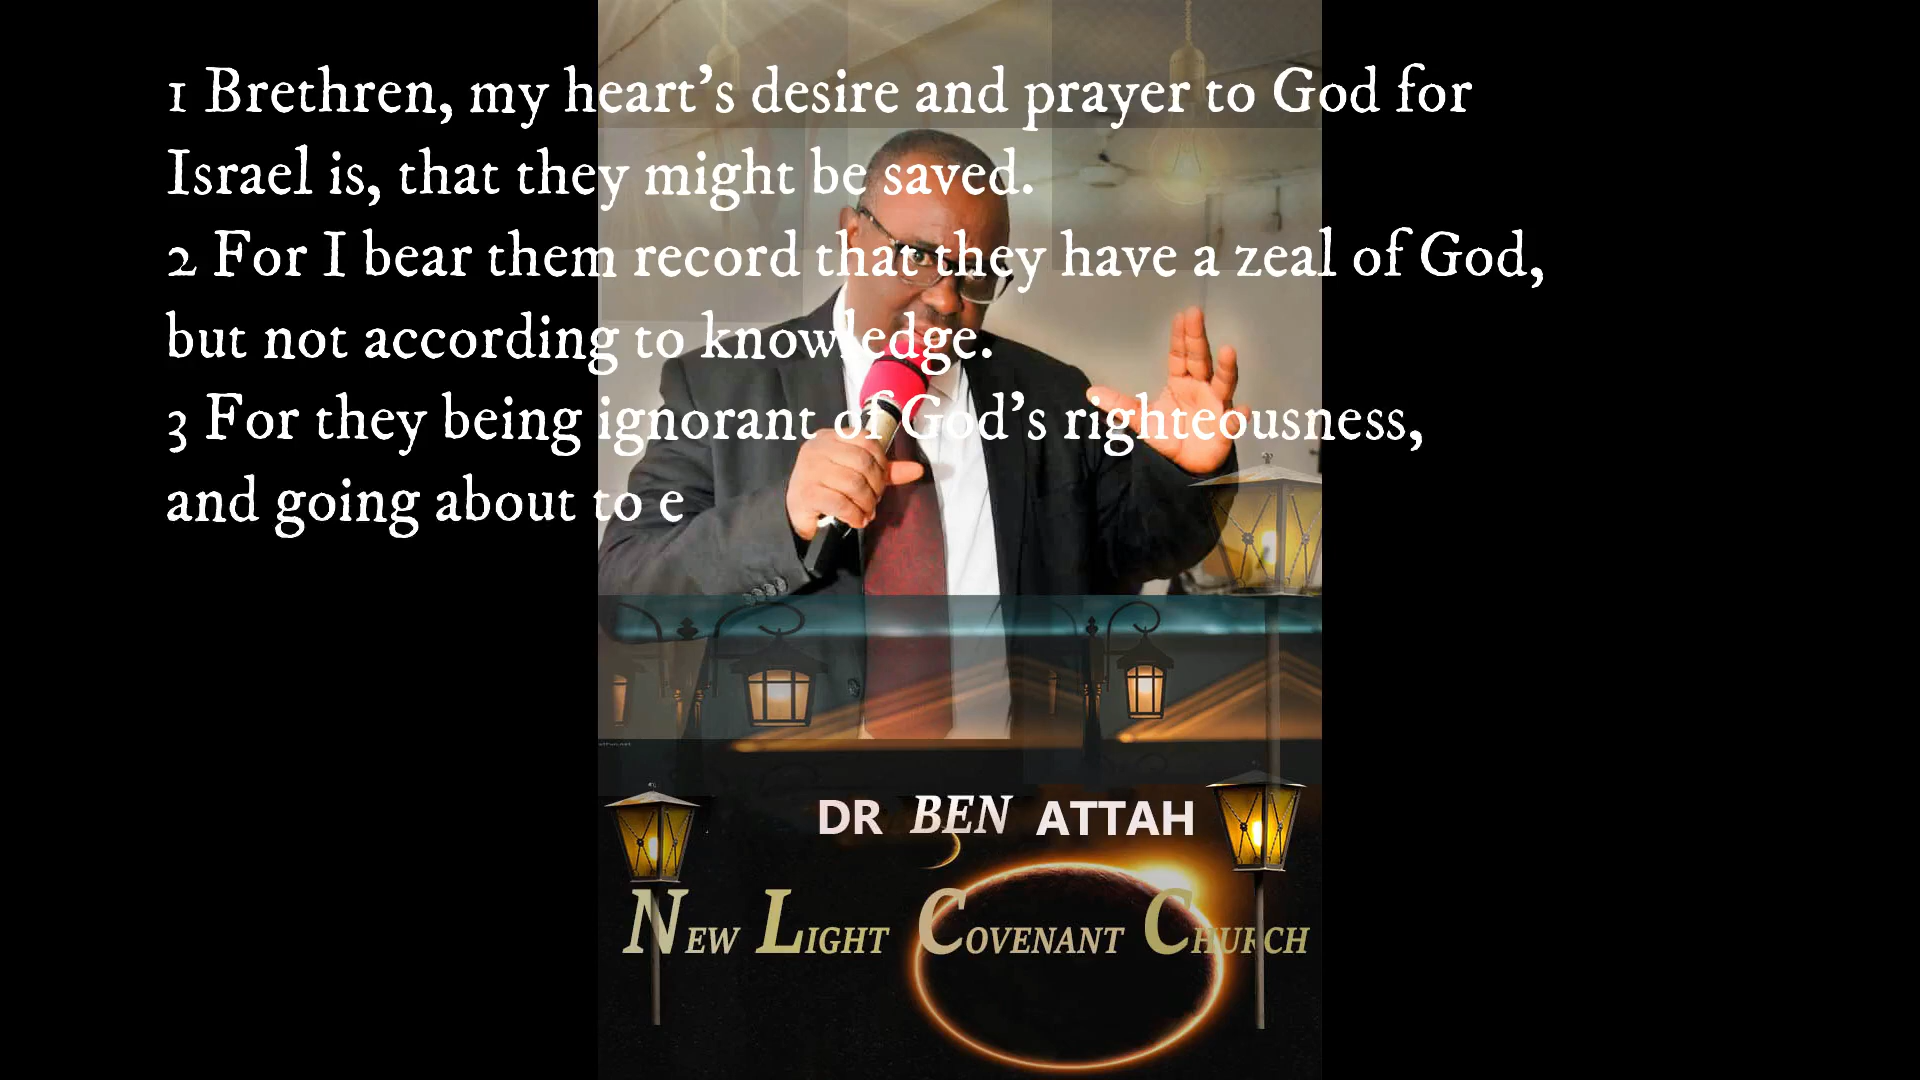 1 Brethren, my heart’s desire and prayer to God for
Israel is, that they might be saved.
2 For I bear them record that they have a zeal of God,
but not according to knowledge.
3 For they being ignorant of God’s righteousness,
and going about to e
DR BEN ATTAH
NEW LIGHT COVENANT CHURCH